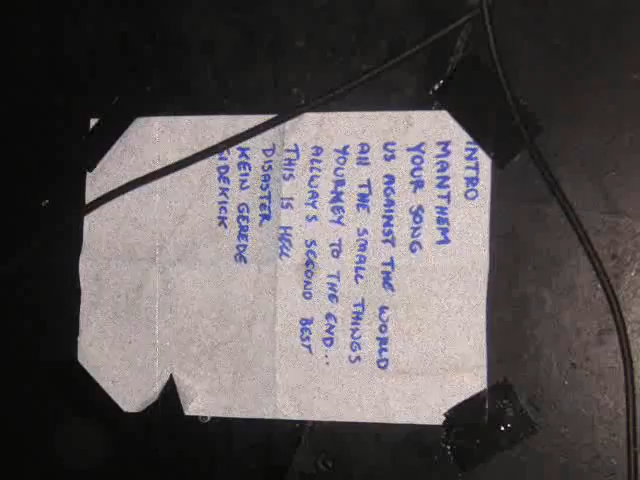 INTRO
MANTHEM
YOUR SONG
US AGAINST THE WORLD
All THE SMALL THINGS
YOURNEY TO THE END...
ALLWAYS SECOND BEST
THIS IS HELL
DISASTER
KEIN GEREDE
SIDEKICK